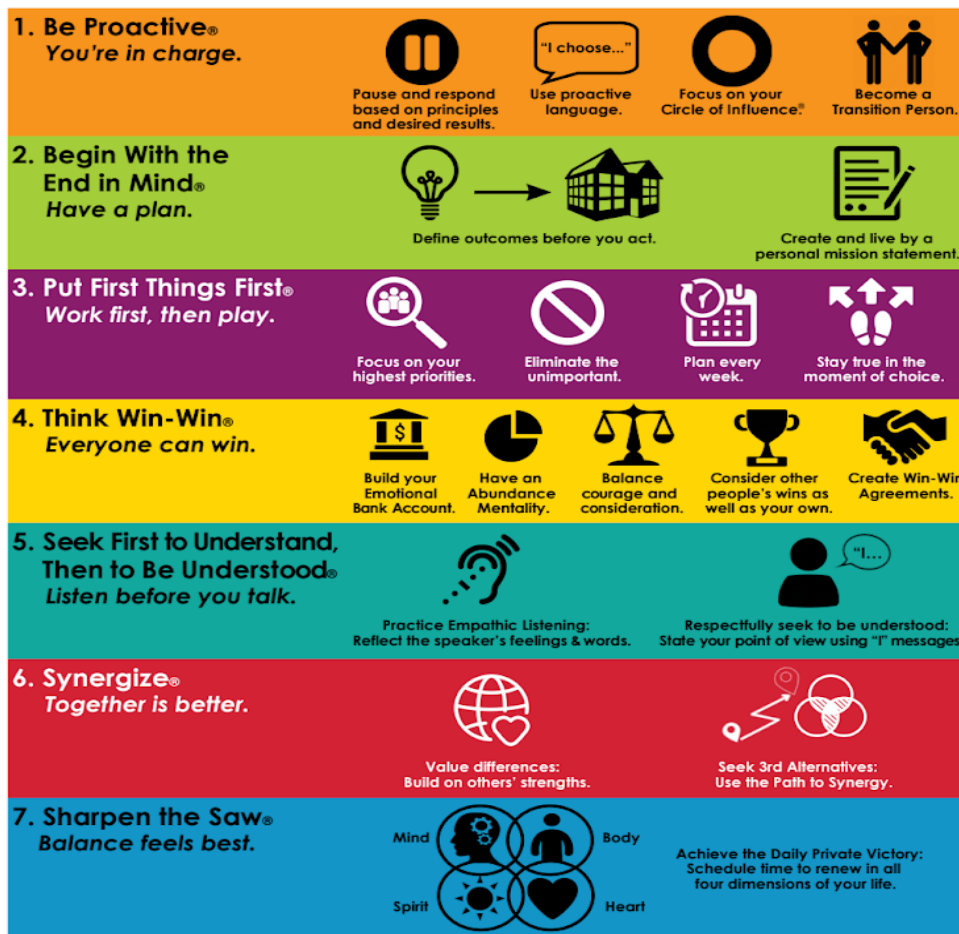 1. Be Proactive®
You're in charge.
"I choose..."
Pause and respond
based on principles
and desired results.
Use proactive
language.
Focus on your
Circle of Influence.®
Become a
Transition Person.
2. Begin With the
End in Mind®
Have a plan.
Define outcomes before you act.
Create and live by a
personal mission statement.
3. Put First Things First®
Work first, then play.
Focus on your
highest priorities.
Eliminate the
unimportant.
Plan every
week.
Stay true in the
moment of choice.
4. Think Win-Win®
Everyone can win.
$
Build your
Emotional
Bank Account.
Have an
Abundance
Mentality.
Balance
courage and
consideration.
Consider other
people's wins as
well as your own.
Create Win-Win
Agreements.
5. Seek First to Understand,
Then to Be Understood®
Listen before you talk.
"I...
Practice Empathic Listening:
Reflect the speaker's feelings & words.
Respectfully seek to be understood:
State your point of view using "I" messages
6. Synergize®
Together is better.
Value differences:
Build on others' strengths.
Seek 3rd Alternatives:
Use the Path to Synergy.
7. Sharpen the Saw®
Balance feels best.
Mind
Body
Spirit
Heart
Achieve the Daily Private Victory:
Schedule time to renew in all
four dimensions of your life.